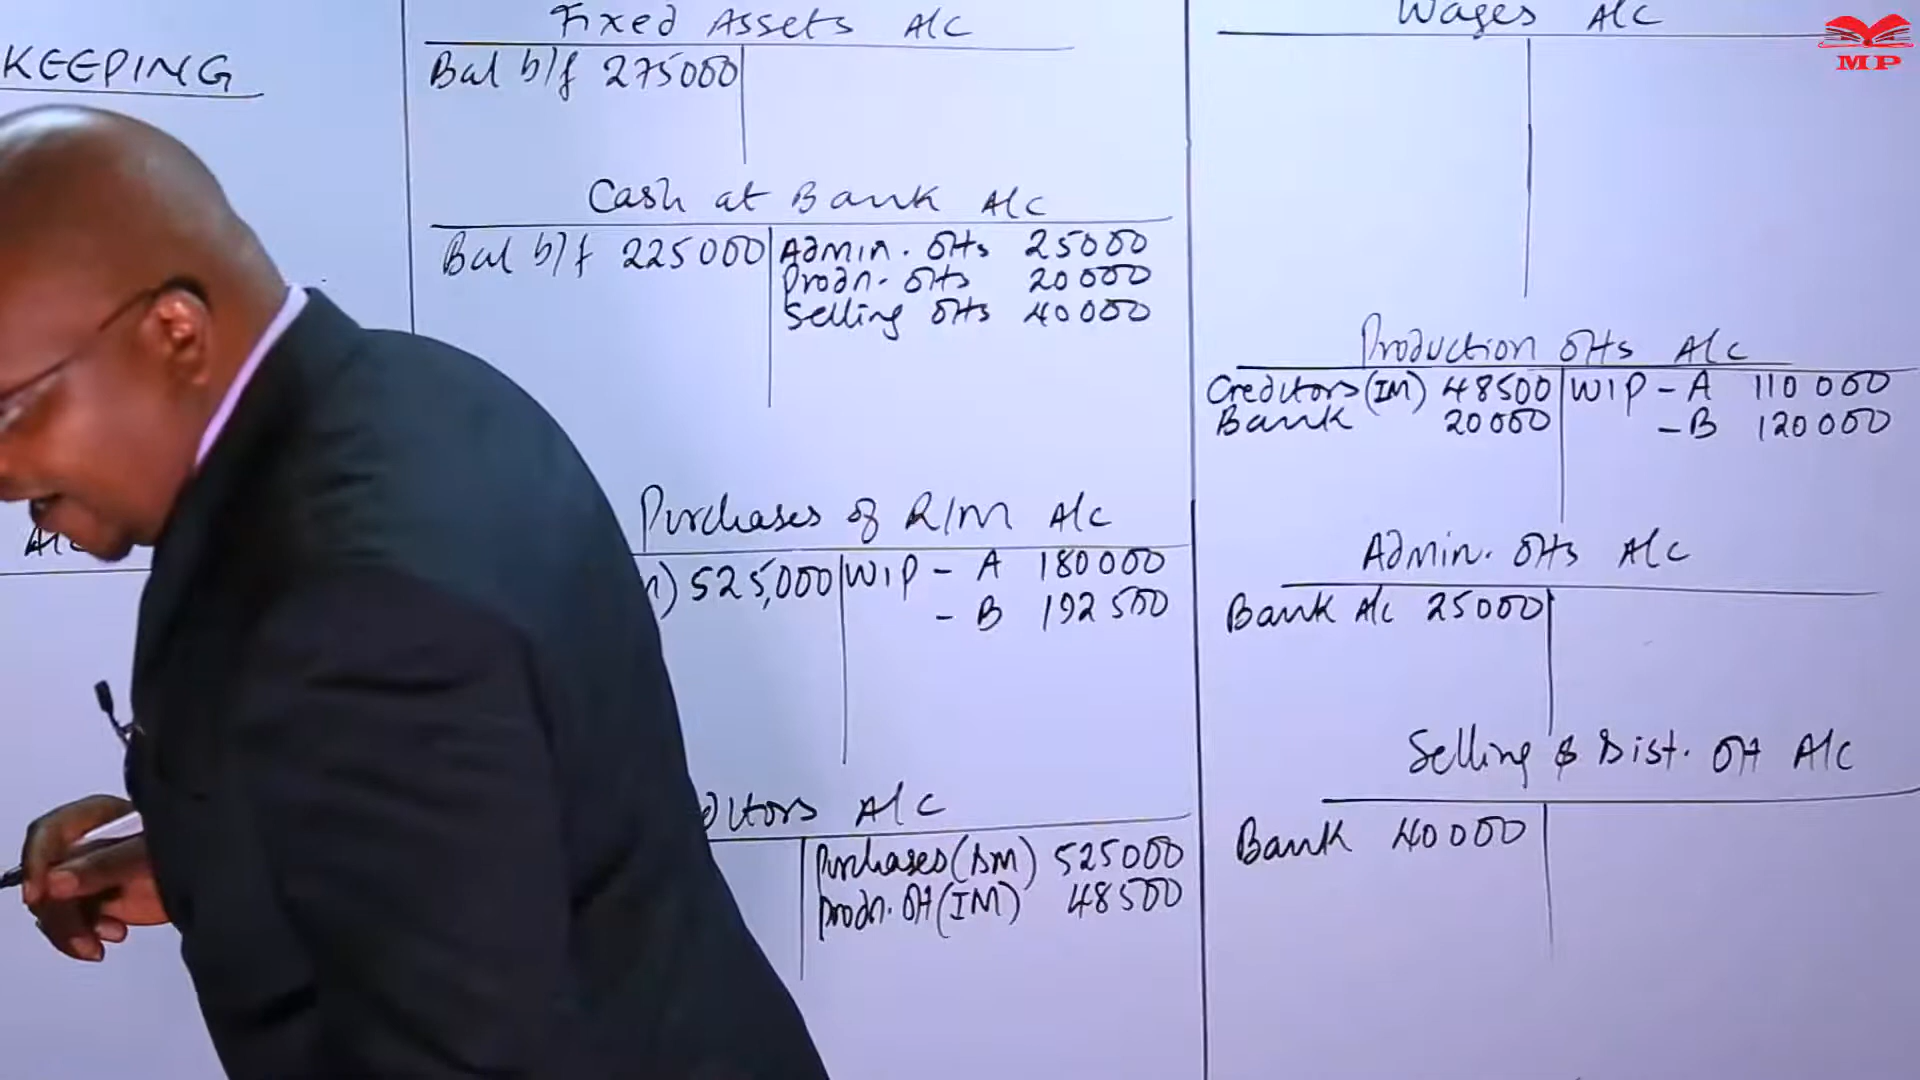 KEEPING
A/C
Fixed Assets A/C
Bal b/f 275000
Cash at Bank A/C
Bal b/f 225000 Admin. OHs 25000
Prodn. OHs 20000
Selling OHs 40000
Purchases of R/M A/C
) 525,000 WIP - A 180000
- B 192500
ditors A/C
Purchases (DM) 525000
Prodn. OH (IM) 48500
Wages A/C
Production OHs A/C
Creditors (IM) 48500 WIP - A 110000
Bank 20000 - B 120000
Admin. OHs A/C
Bank A/C 25000
Selling & Dist. OH A/C
Bank 40000
MP